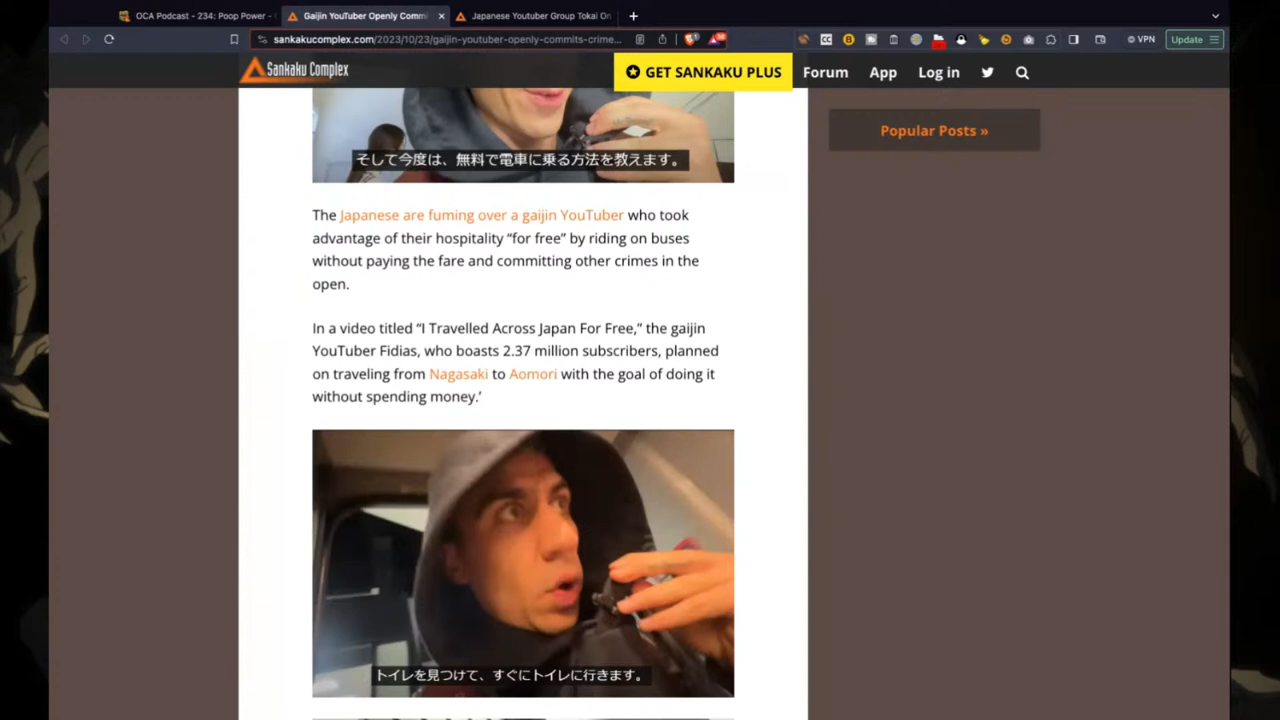 OCA Podcast - 234: Poop Power -
Gaijin YouTuber Openly Commi
Japanese Youtuber Group Tokai On
sankakucomplex.com/2023/10/23/gaijin-youtuber-openly-commits-crime...
VPN
Update
Sankaku Complex
GET SANKAKU PLUS
Forum
App
Log in
そして今度は、無料で電車に乗る方法を教えます。
Popular Posts »
The Japanese are fuming over a gaijin YouTuber who took
advantage of their hospitality “for free” by riding on buses
without paying the fare and committing other crimes in the
open.
In a video titled “I Travelled Across Japan For Free,” the gaijin
YouTuber Fidias, who boasts 2.37 million subscribers, planned
on traveling from Nagasaki to Aomori with the goal of doing it
without spending money.’
トイレを見つけて、すぐにトイレに行きます。